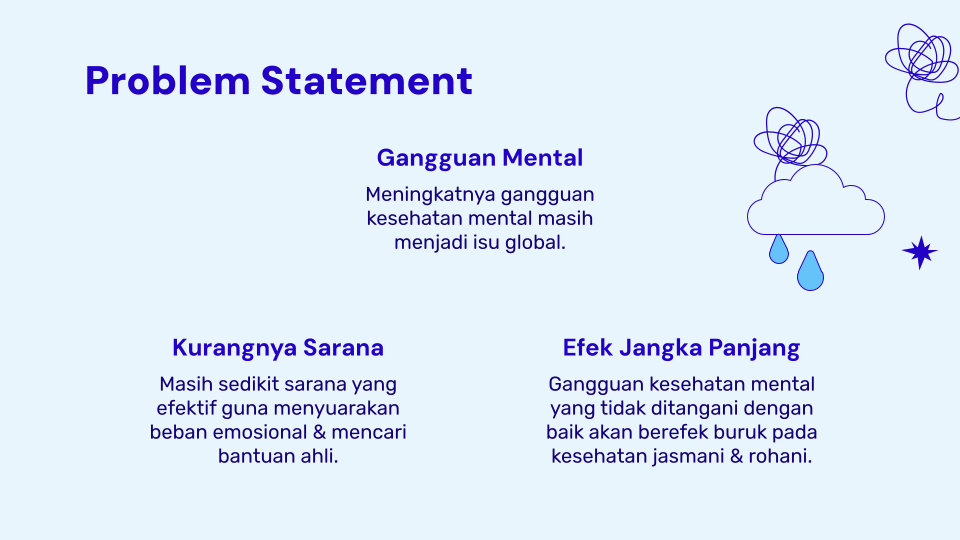 Problem Statement
Gangguan Mental
Meningkatnya gangguan
kesehatan mental masih
menjadi isu global.
Kurangnya Sarana
Masih sedikit sarana yang
efektif guna menyuarakan
beban emosional & mencari
bantuan ahli.
Efek Jangka Panjang
Gangguan kesehatan mental
yang tidak ditangani dengan
baik akan berefek buruk pada
kesehatan jasmani & rohani.